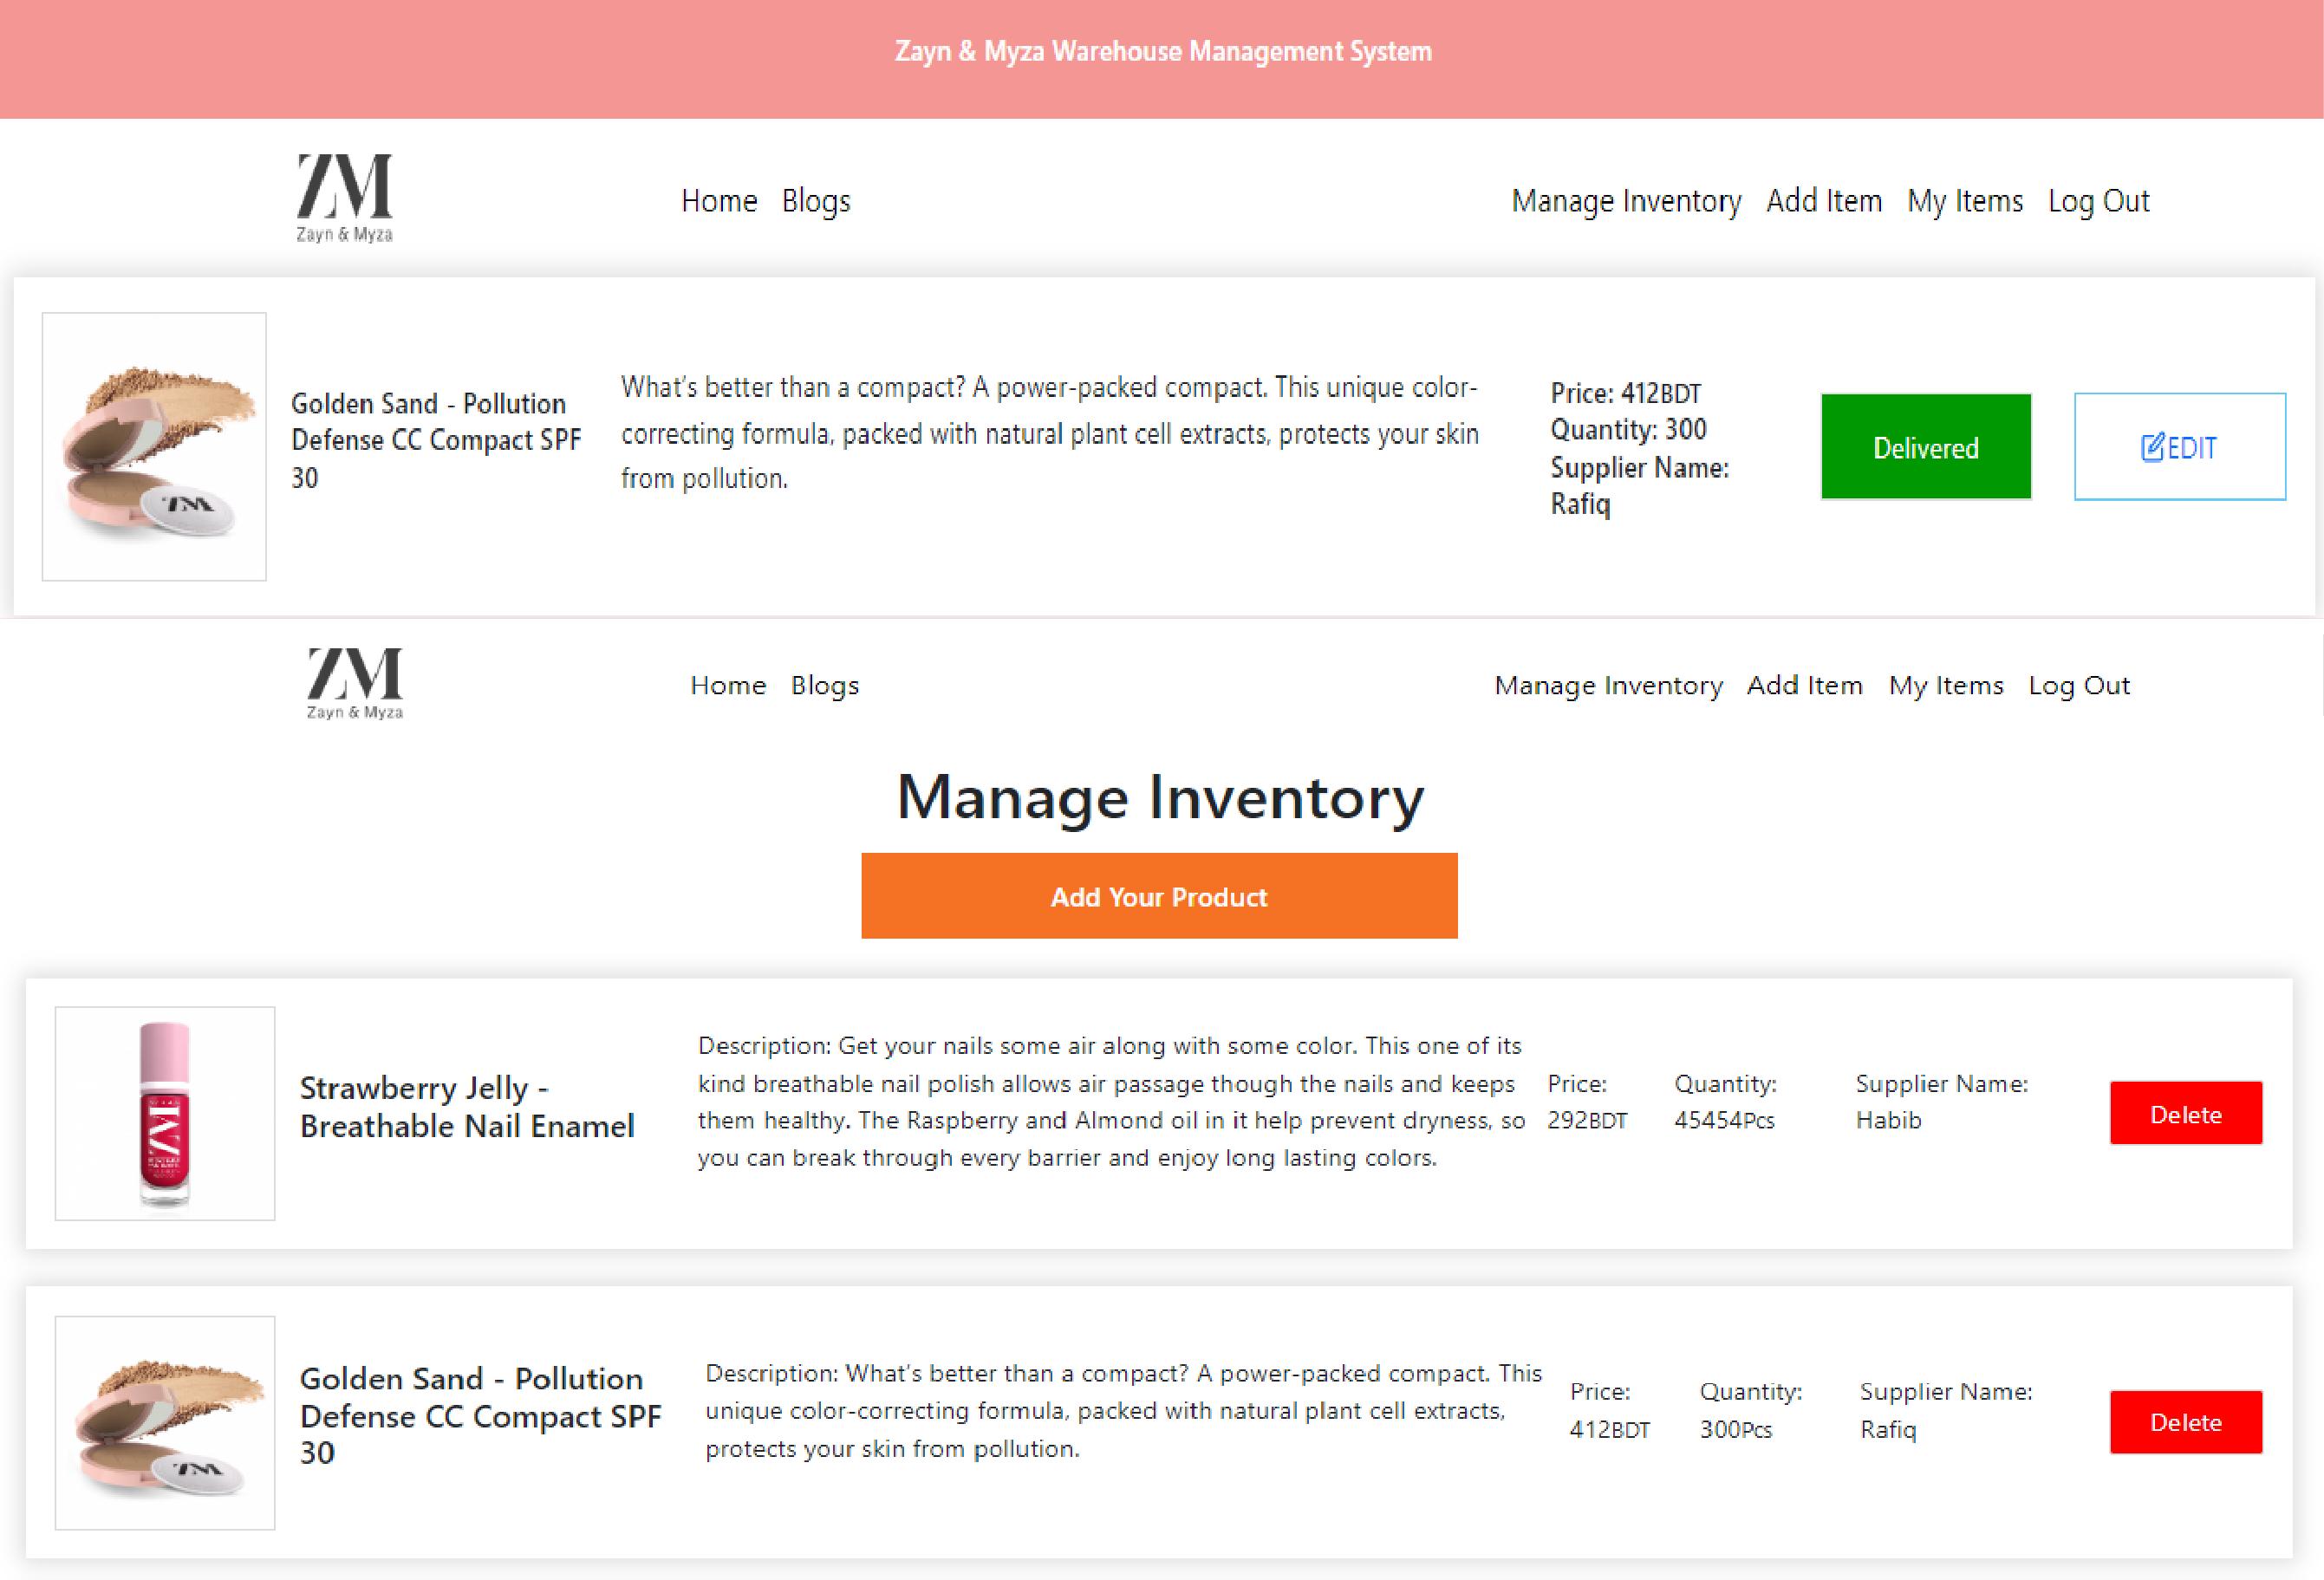 Zayn & Myza Warehouse Management System
ZM
Zayn & Myza
Home Blogs
Manage Inventory Add Item My Items Log Out
Golden Sand - Pollution
Defense CC Compact SPF
30
What's better than a compact? A power-packed compact. This unique color-
correcting formula, packed with natural plant cell extracts, protects your skin
from pollution.
Price: 412BDT
Quantity: 300
Supplier Name:
Rafiq
Delivered
EDIT
ZM
ZM
Zayn & Myza
Home Blogs
Manage Inventory Add Item My Items Log Out
Manage Inventory
Add Your Product
ZM
Strawberry Jelly -
Breathable Nail Enamel
Description: Get your nails some air along with some color. This one of its
kind breathable nail polish allows air passage though the nails and keeps
them healthy. The Raspberry and Almond oil in it help prevent dryness, so
you can break through every barrier and enjoy long lasting colors.
Price:
292BDT
Quantity:
45454Pcs
Supplier Name:
Habib
Delete
Golden Sand - Pollution
Defense CC Compact SPF
30
Description: What's better than a compact? A power-packed compact. This
unique color-correcting formula, packed with natural plant cell extracts,
protects your skin from pollution.
Price:
412BDT
Quantity:
300Pcs
Supplier Name:
Rafiq
Delete
ZM